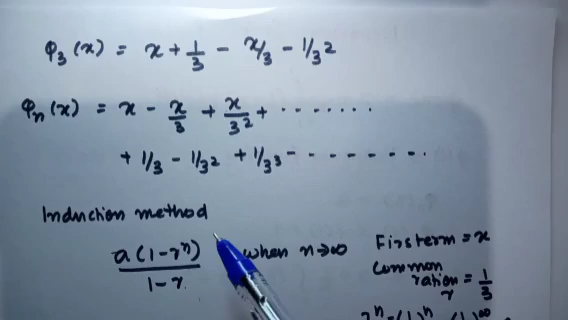 φ₃(x) = x + 1/3 - x/3 - 1/3²
φₙ(x) = x - x/3 + x/3² + ........
+ 1/3 - 1/3² + 1/3³ - - - - - - - -
Induction method
a(1-rⁿ)/(1-r) when n→∞
First term = x
Common
ration = 1/3
r